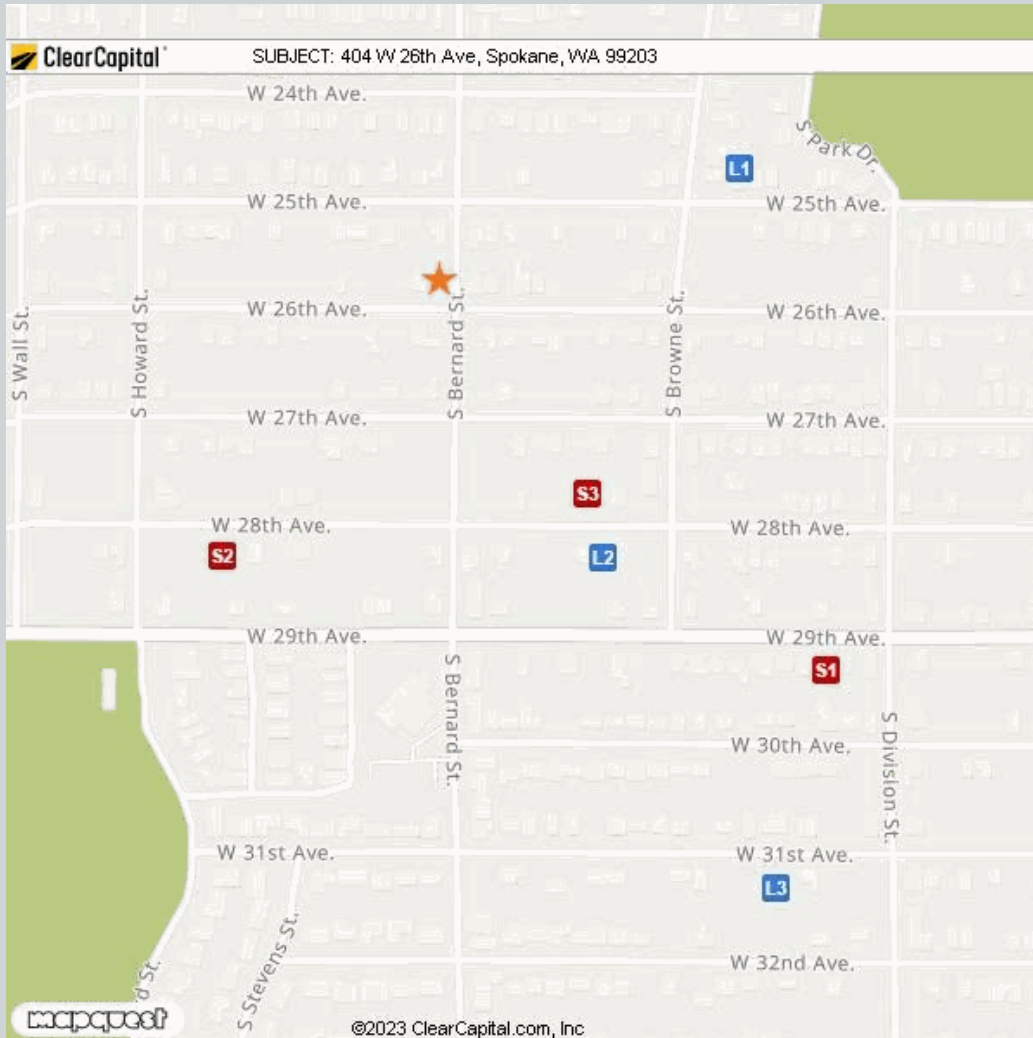 ClearCapital
SUBJECT: 404 W 26th Ave, Spokane, WA 99203
W 24th Ave.
S Park Dr.
L1
W 25th Ave.
W 25th Ave.
W 26th Ave.
W 26th Ave.
S Wall St.
S Howard St.
S Bernard St.
S Browne St.
W 27th Ave.
W 27th Ave.
S3
W 28th Ave.
W 28th Ave.
S2
L2
W 29th Ave.
W 29th Ave.
S1
S Bernard St.
S Division St.
W 30th Ave.
W 31st Ave.
W 31st Ave.
L3
S Stevens St.
W 32nd Ave.
d St.
mapquest
©2023 ClearCapital.com, Inc